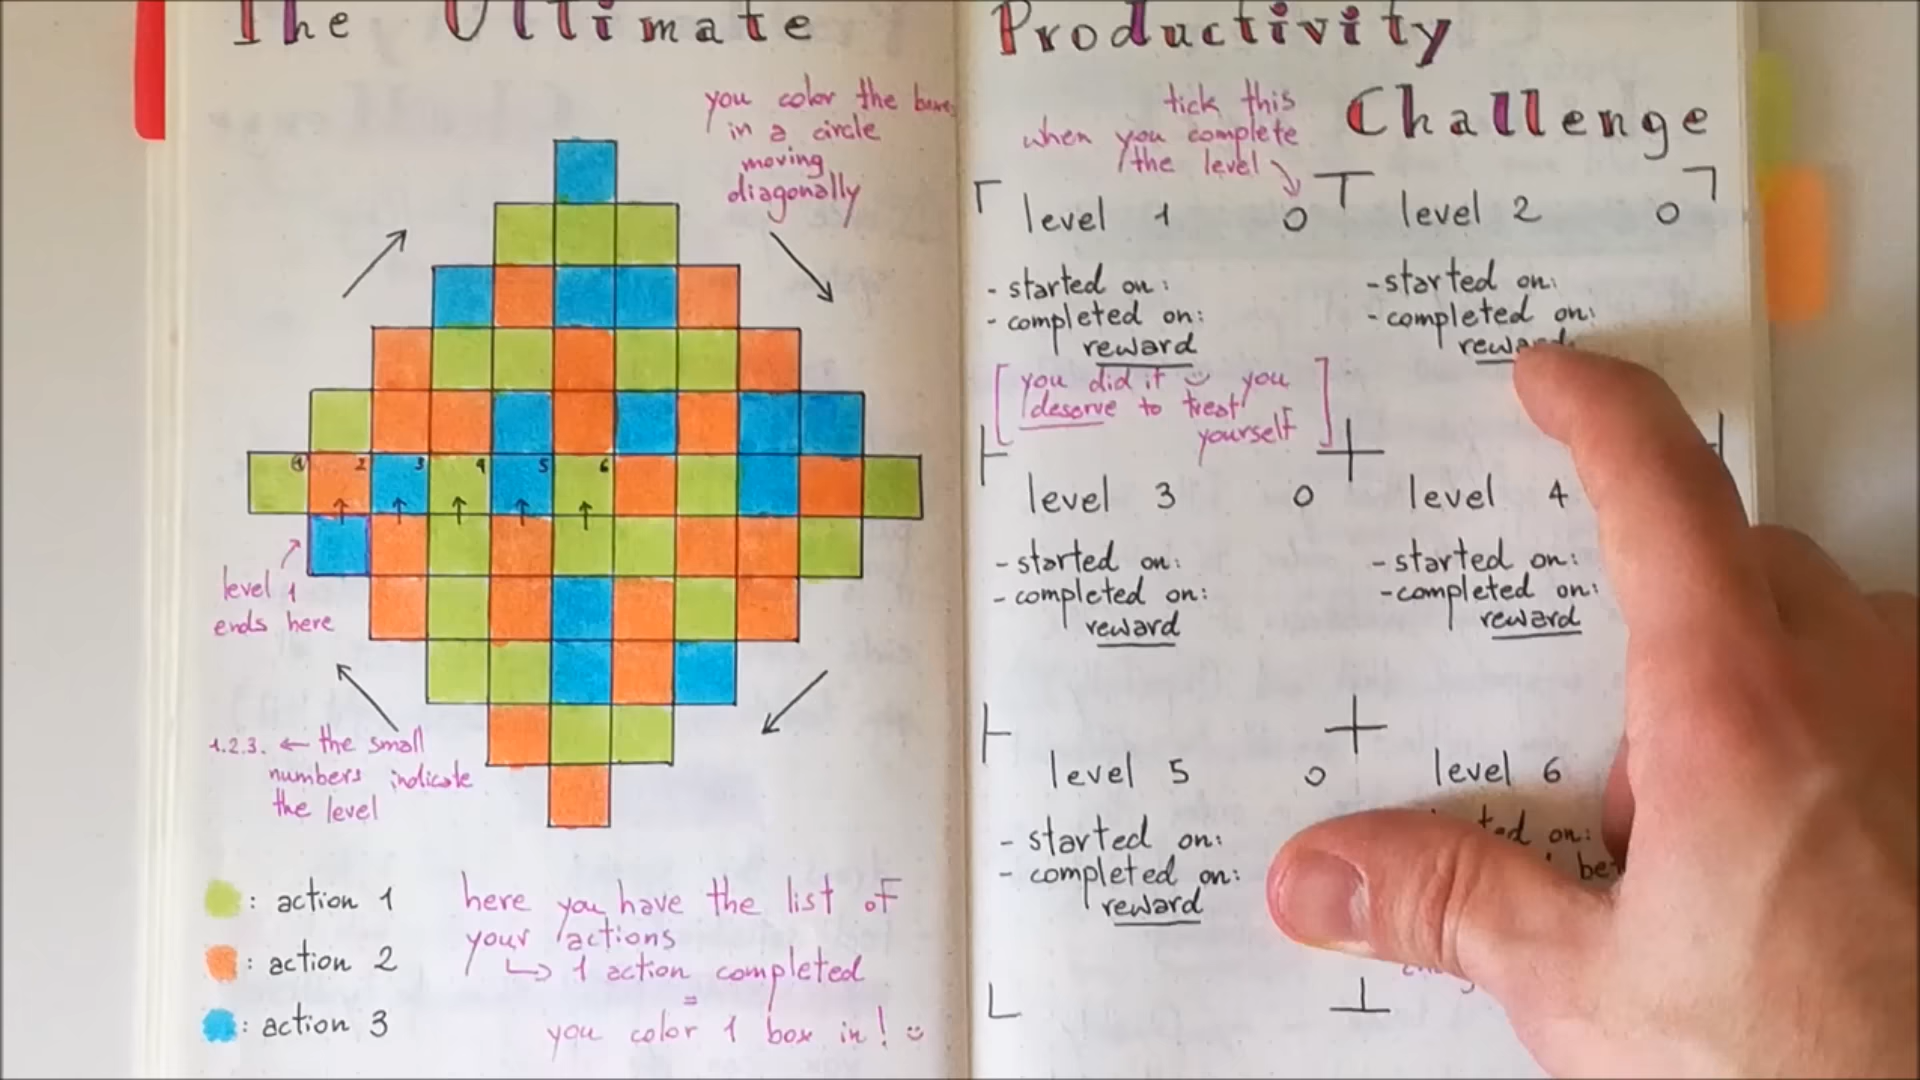 The Ultimate Productivity
Challenge
you color the boxes
in a circle
moving
diagonally
1 2 3 4 5 6
level 1
ends here
1.2.3. ← the small
numbers indicate
the level
: action 1
: action 2
: action 3
here you have the list of
your actions
↳ 1 action completed
=
you color 1 box in! ☺
tick this
when you complete
the level
level 1
- started on:
- completed on:
reward
[you did it ☺ you
deserve to treat
yourself]
level 2
- started on:
- completed on:
reward
level 3
- started on:
- completed on:
reward
level 4
- started on:
- completed on:
reward
level 5
- started on:
- completed on:
reward
level 6
on: